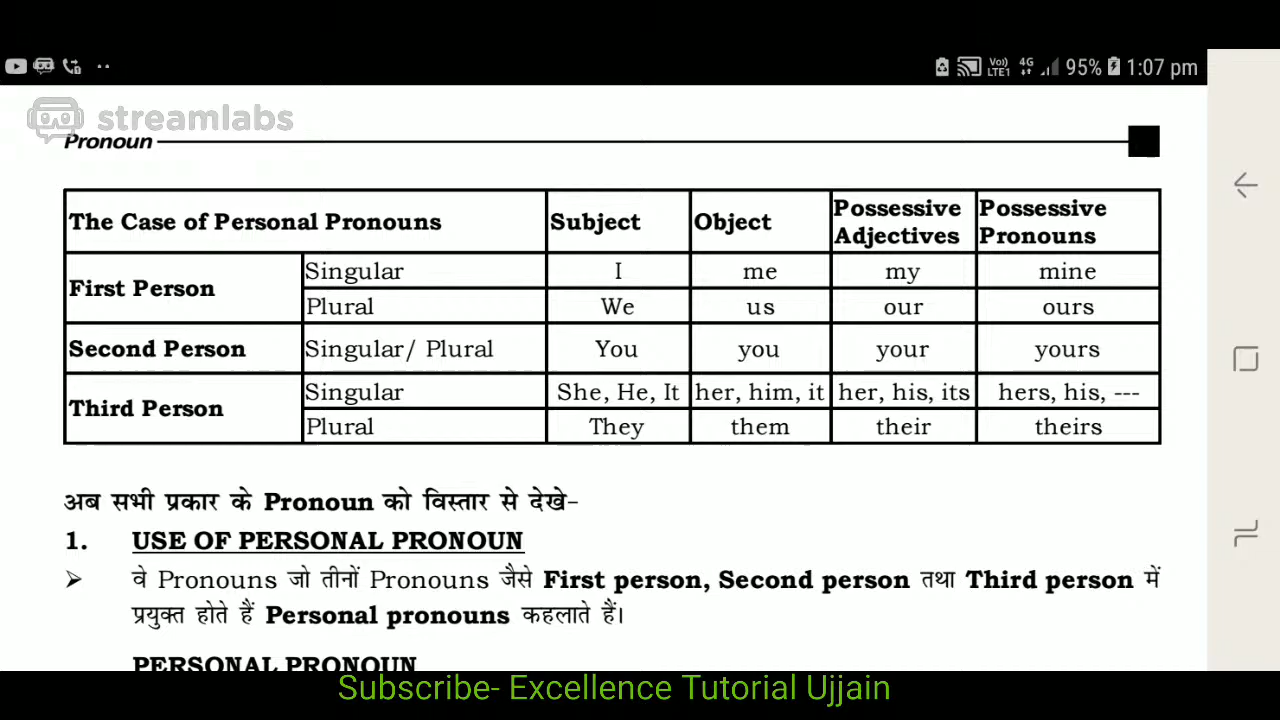 95% 1:07 pm
streamlabs
Pronoun
The Case of Personal Pronouns Subject Object Possessive Adjectives Possessive Pronouns
First Person Singular I me my mine
Plural We us our ours
Second Person Singular/ Plural You you your yours
Third Person Singular She, He, It her, him, it her, his, its hers, his, ---
Plural They them their theirs
अब सभी प्रकार के Pronoun को विस्तार से देखे-
1. USE OF PERSONAL PRONOUN
➢ वे Pronouns जो तीनों Pronouns जैसे First person, Second person तथा Third person में
प्रयुक्त होते हैं Personal pronouns कहलाते हैं।
PERSONAL PRONOUN
Subscribe- Excellence Tutorial Ujjain